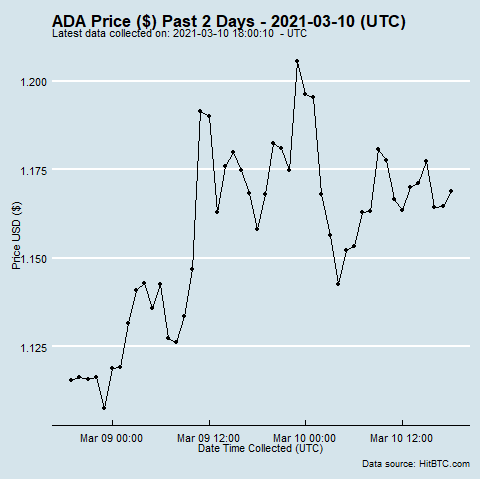 ADA Price ($) Past 2 Days - 2021-03-10 (UTC)
Latest data collected on: 2021-03-10 18:00:10  - UTC
1.200
1.175
1.150
1.125
Price USD ($)
Mar 09 00:00 Mar 09 12:00 Mar 10 00:00 Mar 10 12:00
Date Time Collected (UTC)
Data source: HitBTC.com